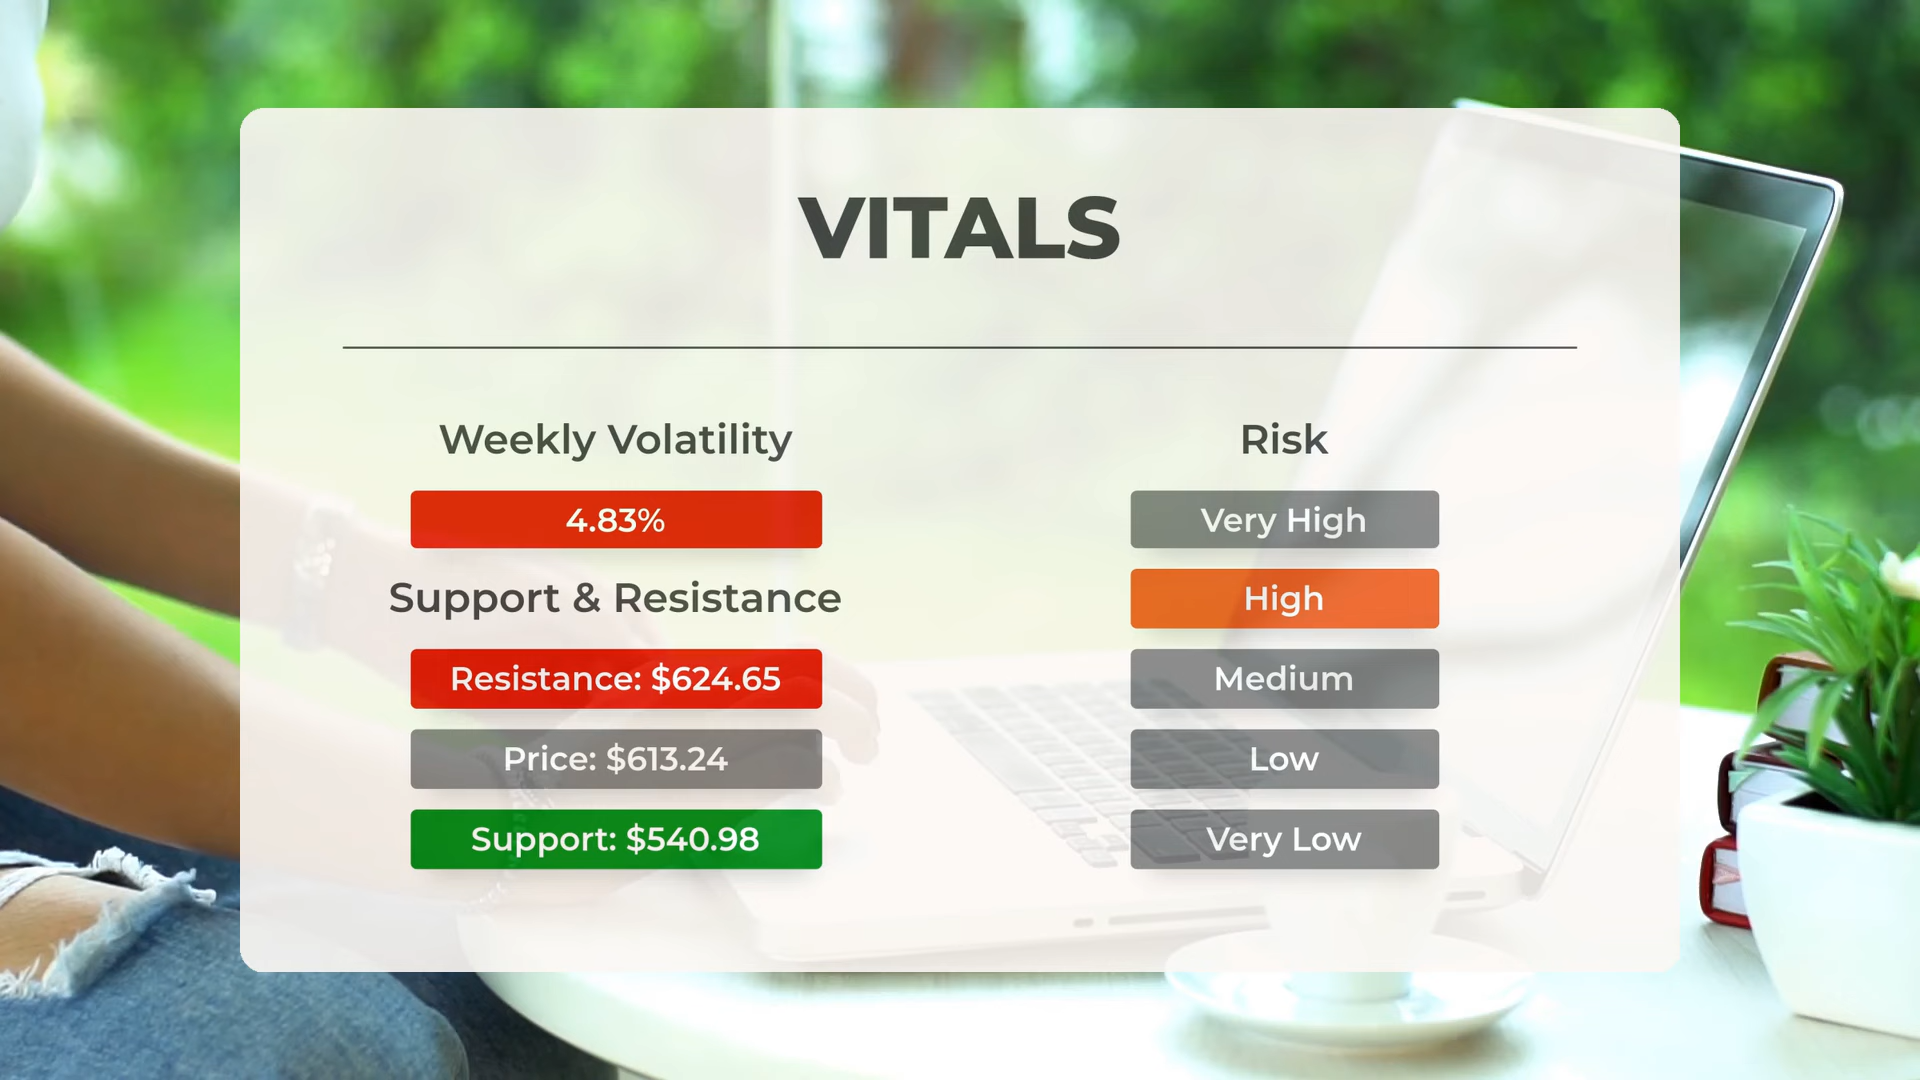 VITALS
Weekly Volatility
4.83%
Support & Resistance
Resistance: $624.65
Price: $613.24
Support: $540.98
Risk
Very High
High
Medium
Low
Very Low